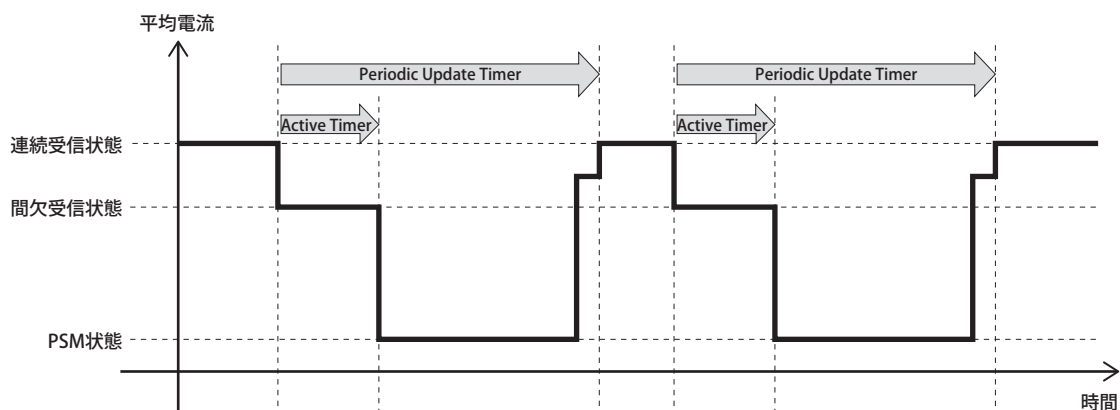 平均電流
Periodic Update Timer
Periodic Update Timer
Active Timer
Active Timer
連続受信状態
間欠受信状態
PSM状態
時間